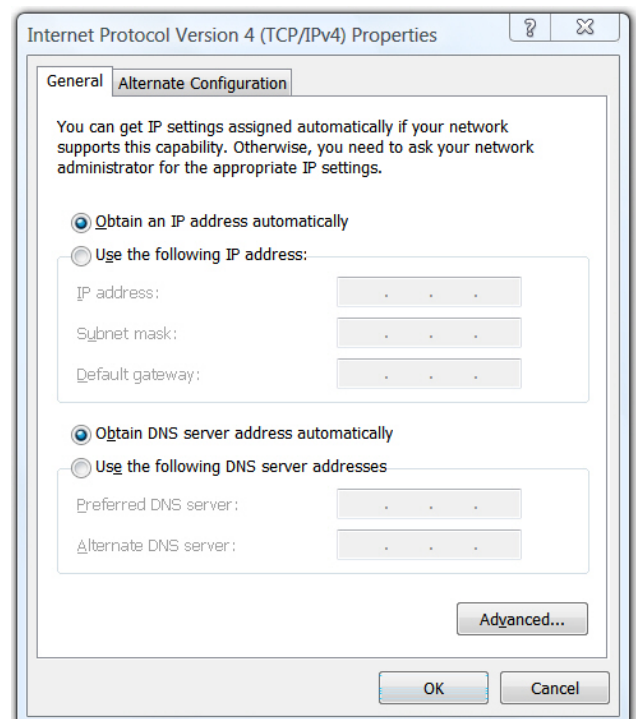 Internet Protocol Version 4 (TCP/IPv4) Properties
General
Alternate Configuration
You can get IP settings assigned automatically if your network
supports this capability. Otherwise, you need to ask your network
administrator for the appropriate IP settings.
Obtain an IP address automatically
Use the following IP address:
IP address:
Subnet mask:
Default gateway:
Obtain DNS server address automatically
Use the following DNS server addresses
Preferred DNS server:
Alternate DNS server:
Advanced...
OK
Cancel